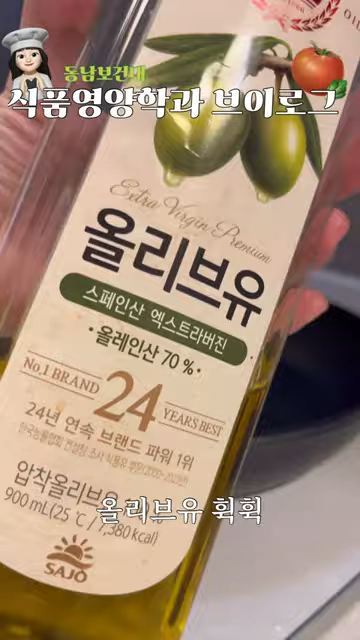 동남보건대
식품영양학과 브이로그
Extra Virgin Premium
올리브유
스페인산 엑스트라버진
·올레인산 70 %·
No.1 BRAND 24 YEARS BEST
24년 연속 브랜드 파워 1위
압착올리브유
900 mL(25 ℃ / 7,380 kcal)
올리브유 휙휙
SAJO